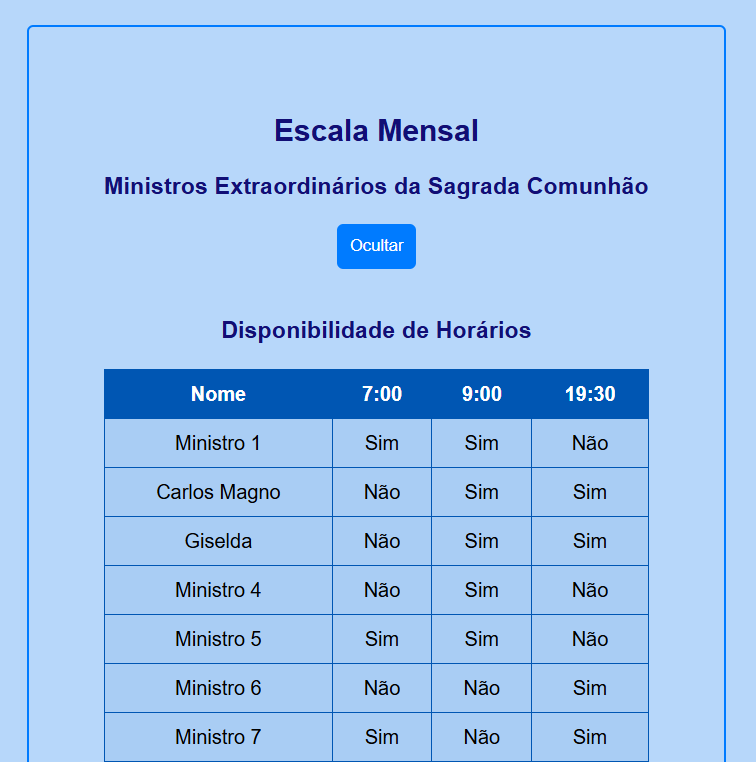 Escala Mensal
Ministros Extraordinários da Sagrada Comunhão
Ocultar
Disponibilidade de Horários
Nome 7:00 9:00 19:30
Ministro 1 Sim Sim Não
Carlos Magno Não Sim Sim
Giselda Não Sim Sim
Ministro 4 Não Sim Não
Ministro 5 Sim Sim Não
Ministro 6 Não Não Sim
Ministro 7 Sim Não Sim